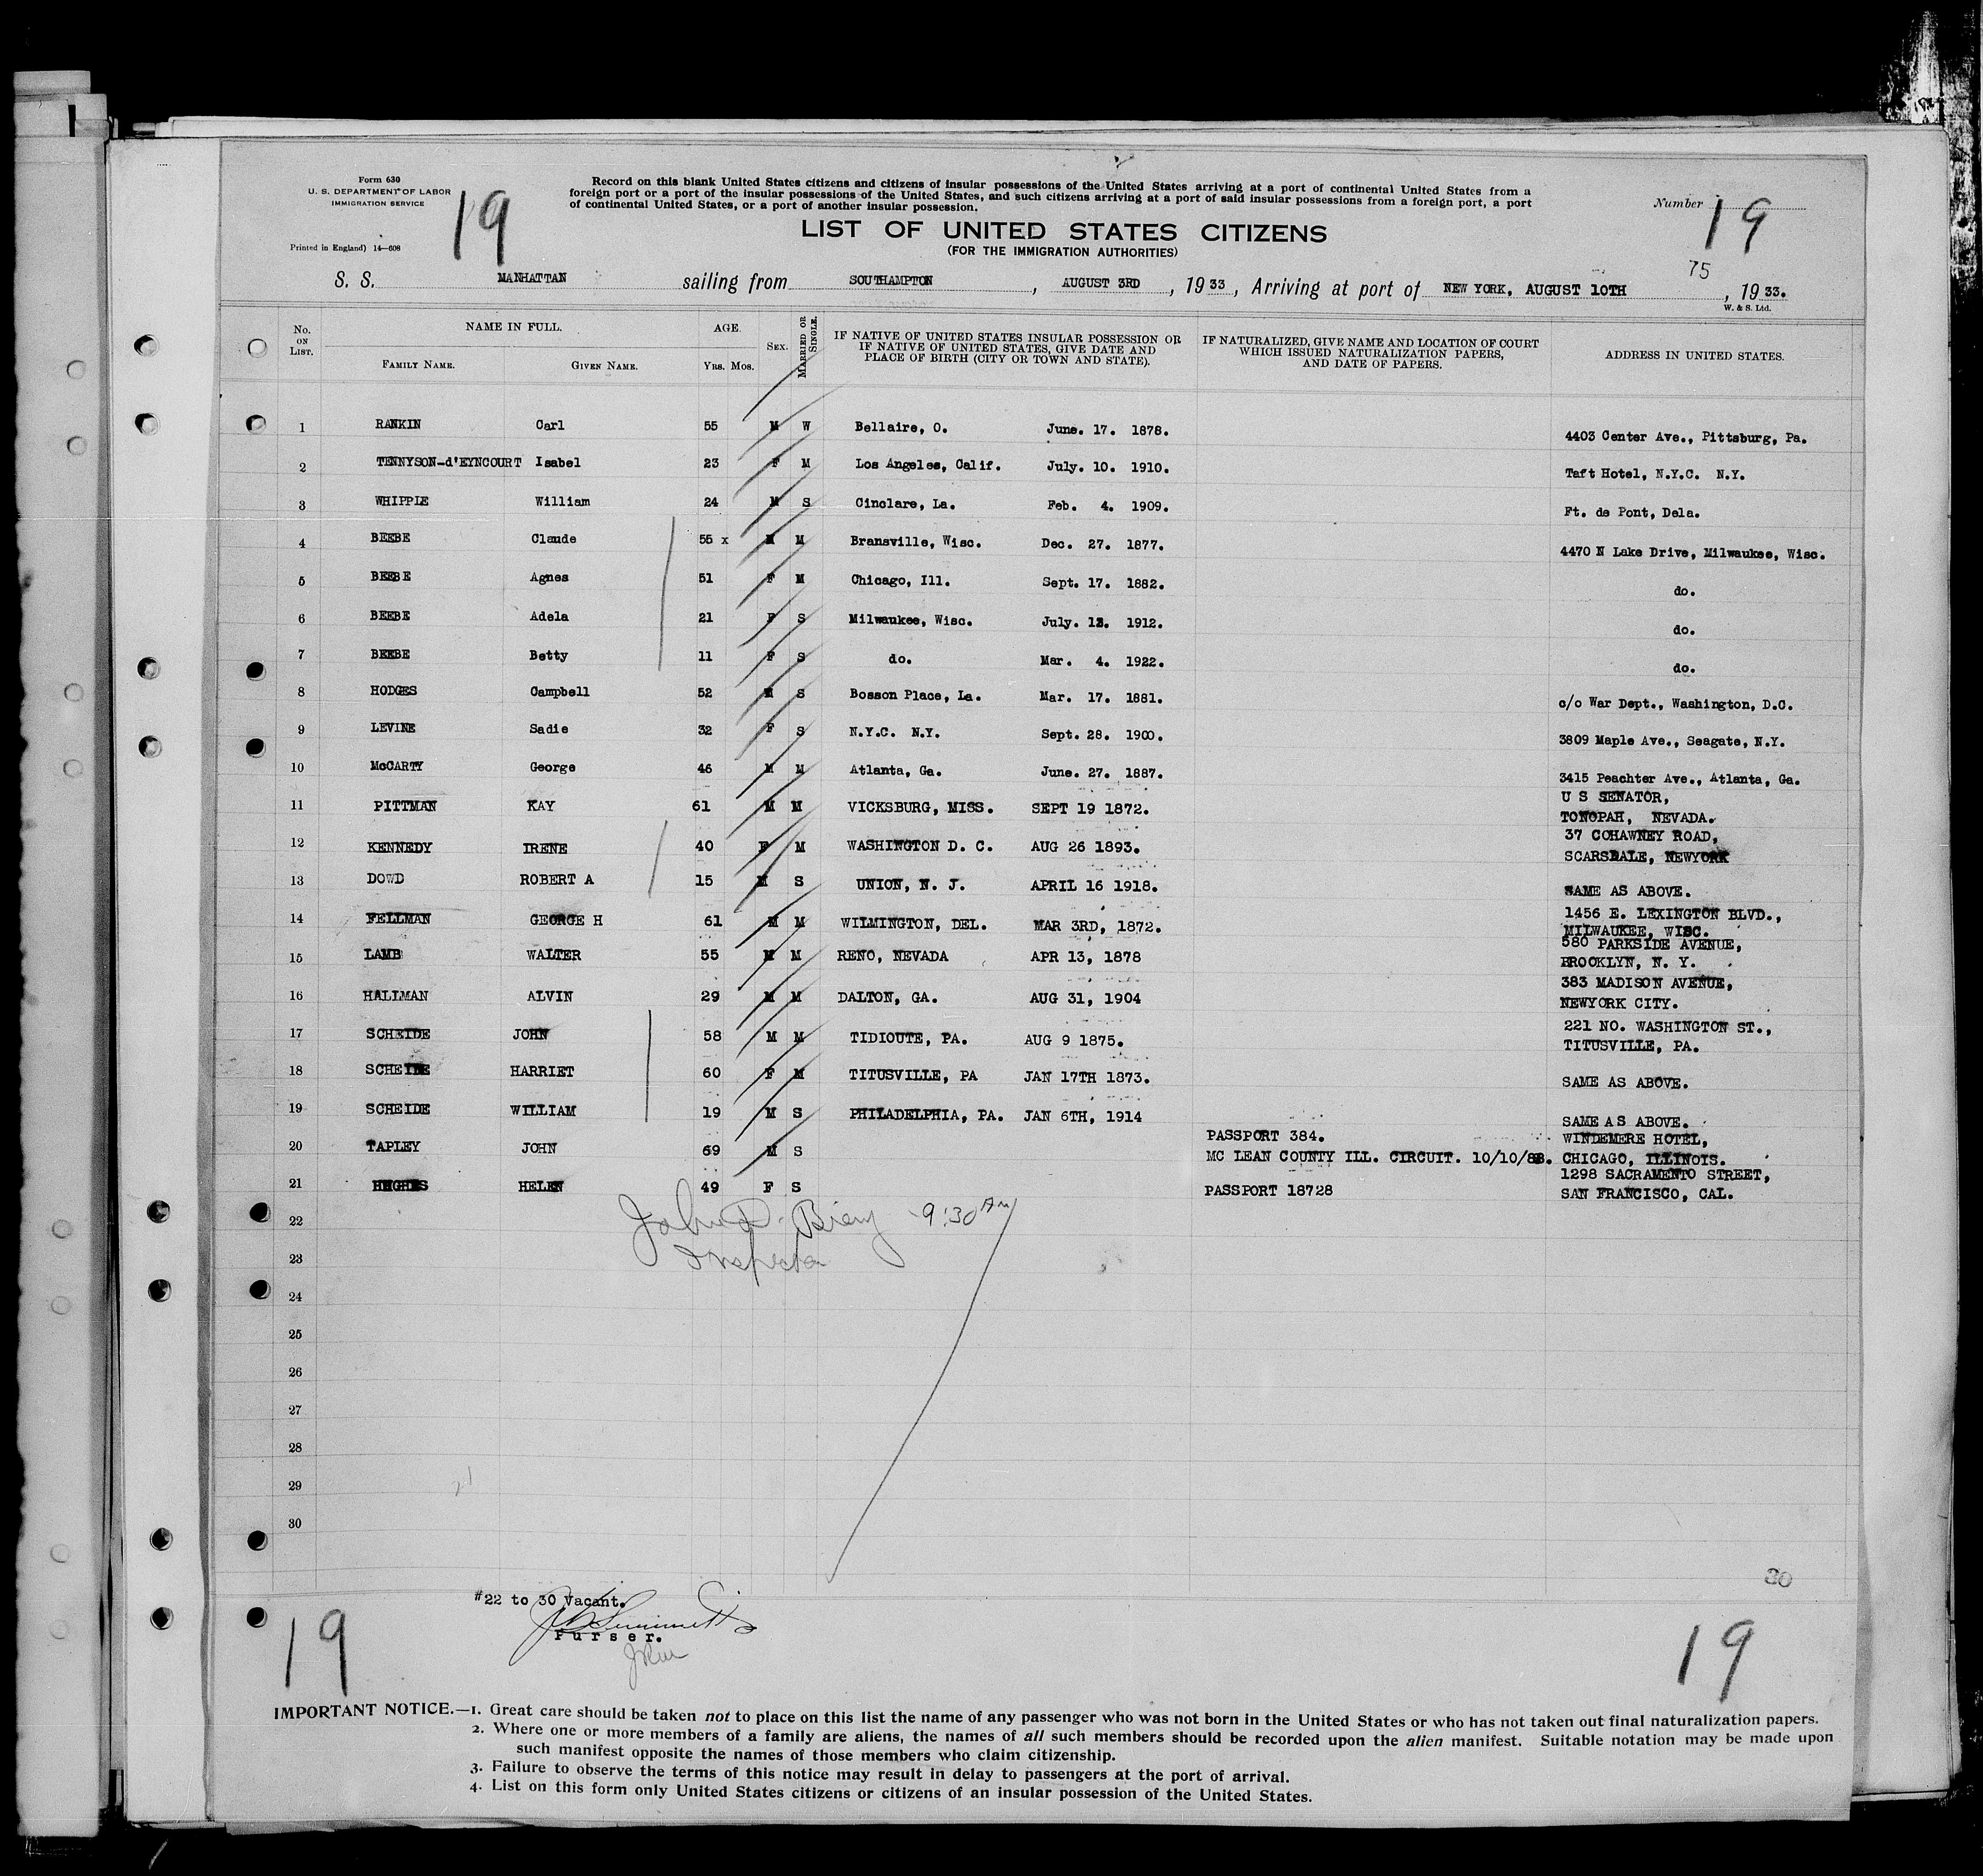 Form 630
U. S. DEPARTMENT OF LABOR
IMMIGRATION SERVICE
Printed in England) 14—608
19
Record on this blank United States citizens and citizens of insular possessions of the United States arriving at a port of continental United States from a
foreign port or a port of the insular possessions of the United States, and such citizens arriving at a port of said insular possessions from a foreign port, a port
of continental United States, or a port of another insular possession.
Number 19
LIST OF UNITED STATES CITIZENS
(FOR THE IMMIGRATION AUTHORITIES)
75
S. S. MANHATTAN sailing from SOUTHAMPTON, AUGUST 3RD, 1933, Arriving at port of NEW YORK, AUGUST 10TH, 1933.
W. & S. Ltd.
No. ON LIST. NAME IN FULL. FAMILY NAME. GIVEN NAME. AGE. YRS. MOS. SEX. MARRIED OR SINGLE. IF NATIVE OF UNITED STATES INSULAR POSSESSION OR IF NATIVE OF UNITED STATES, GIVE DATE AND PLACE OF BIRTH (CITY OR TOWN AND STATE). IF NATURALIZED, GIVE NAME AND LOCATION OF COURT WHICH ISSUED NATURALIZATION PAPERS, AND DATE OF PAPERS. ADDRESS IN UNITED STATES.
1 RANKIN Carl 55 M W Bellaire, O. June. 17. 1878. 4403 Center Ave., Pittsburg, Pa.
2 TENNYSON-d'EYNCOURT Isabel 23 F M Los Angeles, Calif. July. 10. 1910. Taft Hotel, N.Y.C. N.Y.
3 WHIPPLE William 24 M S Cinclare, La. Feb. 4. 1909. Ft. de Pont, Dela.
4 BEEBE Claude 55 x M M Bransville, Wisc. Dec. 27. 1877. 4470 N Lake Drive, Milwaukee, Wisc.
5 BEEBE Agnes 51 F M Chicago, Ill. Sept. 17. 1882. do.
6 BEEBE Adela 21 F S Milwaukee, Wisc. July. 1912. do.
7 BEEBE Betty 11 F S do. Mar. 4. 1922. do.
8 HODGES Campbell 52 M S Bosson Place, La. Mar. 17. 1881. c/o War Dept., Washington, D.C.
9 LEVINE Sadie 32 F S N.Y.C. N.Y. Sept. 28. 1900. 3809 Maple Ave., Seagate, N.Y.
10 McCARTY George 46 M M Atlanta, Ga. June. 27. 1887. 3415 Peachter Ave., Atlanta, Ga.
11 PITTMAN KAY 61 M M VICKSBURG, MISS. SEPT 19 1872. U S SENATOR,
TONOPAH, NEVADA.
12 KENNEDY IRENE 40 F M WASHINGTON D. C. AUG 26 1893. 37 COHAWNEY ROAD,
SCARSDALE, NEWYORK
13 DOWD ROBERT A 15 M S UNION, N. J. APRIL 16 1918. SAME AS ABOVE.
14 FELLMAN GEORGE H 61 M M WILMINGTON, DEL. MAR 3RD, 1872. 1456 E. LEXINGTON BLVD.,
MILWAUKEE, WISC.
15 LAMB WALTER 55 M M RENO, NEVADA APR 13, 1878 580 PARKSIDE AVENUE,
BROOKLYN, N. Y.
16 HALLMAN ALVIN 29 M M DALTON, GA. AUG 31, 1904 383 MADISON AVENUE,
NEWYORK CITY.
17 SCHEIDE JOHN 58 M M TIDIOUTE, PA. AUG 9 1875. 221 NO. WASHINGTON ST.,
TITUSVILLE, PA.
18 SCHEIDE HARRIET 60 F M TITUSVILLE, PA JAN 17TH 1873. SAME AS ABOVE.
19 SCHEIDE WILLIAM 19 M S PHILADELPHIA, PA. JAN 6TH, 1914 SAME AS ABOVE.
20 TAPLEY JOHN 69 M S PASSPORT 384. WINDEMERE HOTEL,
MC LEAN COUNTY ILL. CIRCUIT. 10/10/88. CHICAGO, ILLINOIS.
21 HUGHES HELEN 49 F S PASSPORT 18728 1298 SACRAMENTO STREET,
SAN FRANCISCO, CAL.
22
John D. 9:30 AM
Inspector
23
24
25
26
27
28
29
30
30
#22 to 30 Vacant.
Purser.
19
19
IMPORTANT NOTICE.—1. Great care should be taken not to place on this list the name of any passenger who was not born in the United States or who has not taken out final naturalization papers.
2. Where one or more members of a family are aliens, the names of all such members should be recorded upon the alien manifest. Suitable notation may be made upon
such manifest opposite the names of those members who claim citizenship.
3. Failure to observe the terms of this notice may result in delay to passengers at the port of arrival.
4. List on this form only United States citizens or citizens of an insular possession of the United States.